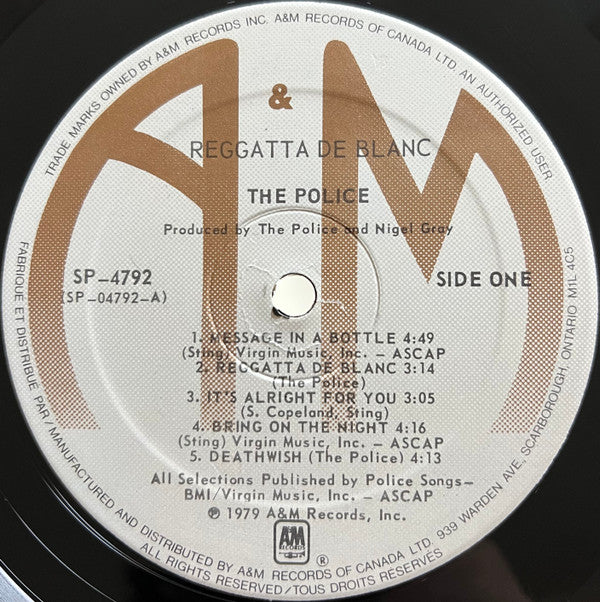 TRADE MARKS OWNED BY A&M RECORDS INC. A&M RECORDS OF CANADA LTD. AN AUTHORIZED USER
&
REGGATTA DE BLANC
THE POLICE
Produced by The Police and Nigel Gray
A M
SP-4792
(SP-04792-A)
SIDE ONE
1. MESSAGE IN A BOTTLE 4:49
(Sting) Virgin Music, Inc. – ASCAP
2. REGGATTA DE BLANC 3:14
(The Police)
3. IT'S ALRIGHT FOR YOU 3:05
(S. Copeland, Sting)
4. BRING ON THE NIGHT 4:16
(Sting) Virgin Music, Inc. – ASCAP
5. DEATHWISH (The Police) 4:13
All Selections Published by Police Songs–
BMI/Virgin Music, Inc. – ASCAP
℗ 1979 A&M Records, Inc.
A&M
RECORDS
®
FABRIQUÉ ET DISTRIBUÉ PAR/MANUFACTURED AND DISTRIBUTED BY A&M RECORDS OF CANADA LTD. 939 WARDEN AVE, SCARBOROUGH, ONTARIO M1L 4C5
ALL RIGHTS RESERVED/TOUS DROITS RESERVÉS